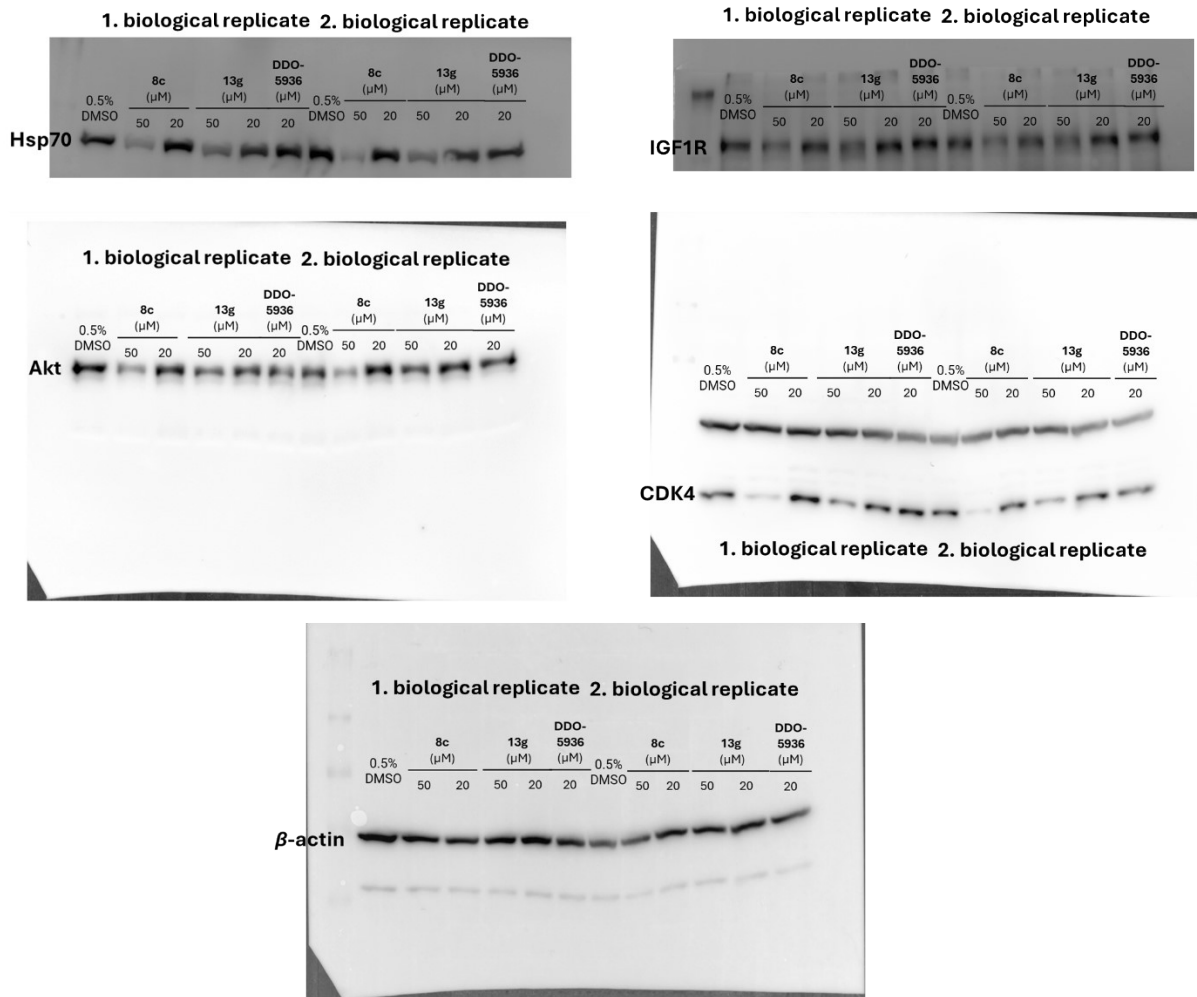 1. biological replicate 2. biological replicate
8c
(µM)
13g
(µM)
DDO-
5936
(µM)
8c
(µM)
13g
(µM)
DDO-
5936
(µM)
0.5%
DMSO
0.5%
DMSO
50 20 50 20 20 50 20 50 20 20
Hsp70
1. biological replicate 2. biological replicate
8c
(µM)
13g
(µM)
DDO-
5936
(µM)
8c
(µM)
13g
(µM)
DDO-
5936
(µM)
0.5%
DMSO
0.5%
DMSO
50 20 50 20 20 50 20 50 20 20
IGF1R
1. biological replicate 2. biological replicate
8c
(µM)
13g
(µM)
DDO-
5936
(µM)
8c
(µM)
13g
(µM)
DDO-
5936
(µM)
0.5%
DMSO
0.5%
DMSO
50 20 50 20 20 50 20 50 20 20
Akt
8c
(µM)
13g
(µM)
DDO-
5936
(µM)
8c
(µM)
13g
(µM)
DDO-
5936
(µM)
0.5%
DMSO
0.5%
DMSO
50 20 50 20 20 50 20 50 20 20
CDK4
1. biological replicate 2. biological replicate
1. biological replicate 2. biological replicate
8c
(µM)
13g
(µM)
DDO-
5936
(µM)
8c
(µM)
13g
(µM)
DDO-
5936
(µM)
0.5%
DMSO
0.5%
DMSO
50 20 50 20 20 50 20 50 20 20
β-actin